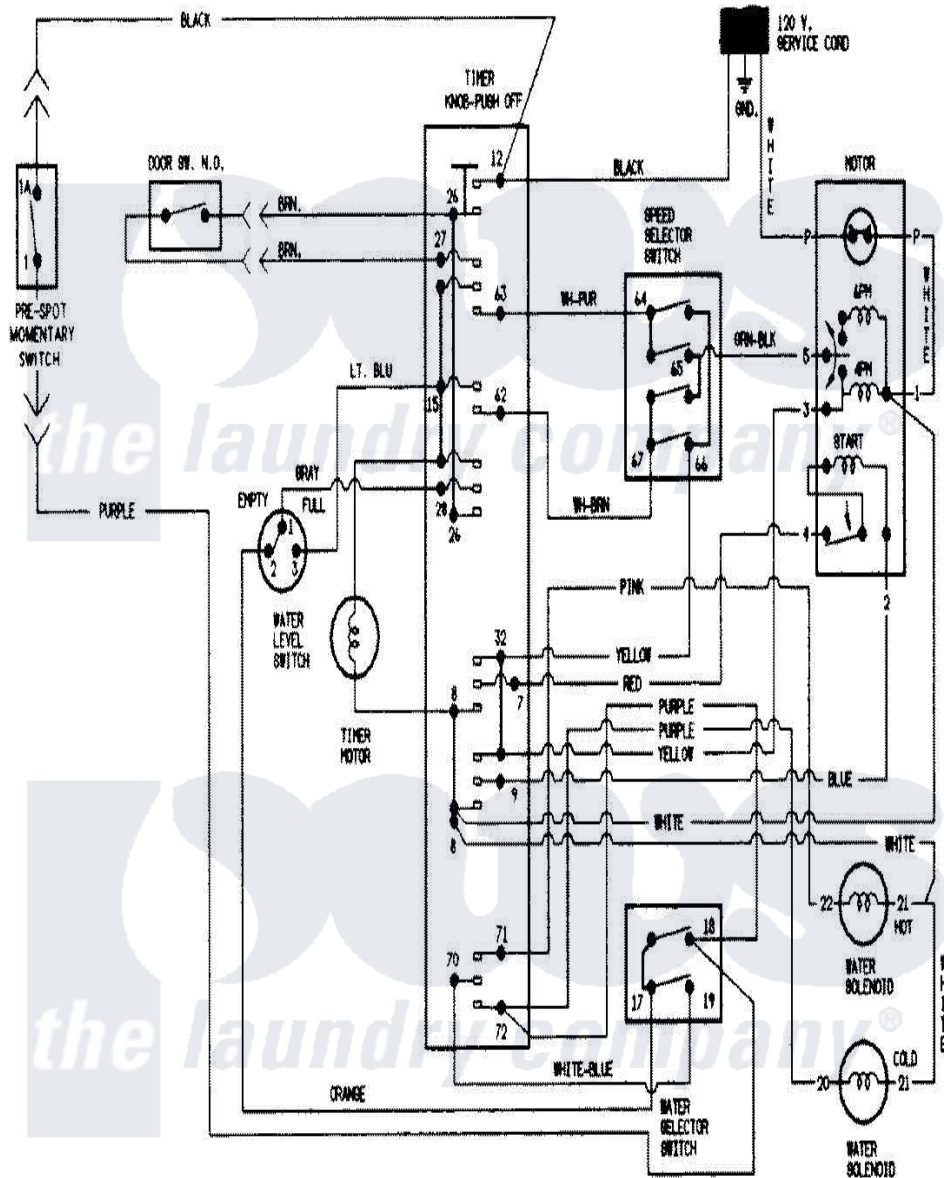 BLACK
120 V.
SERVICE CORD
GND.
TIMER
KNOB-PUSH OFF
WHITE
MOTOR
12
BLACK
DOOR SW. N.O.
1A
1
PRE-SPOT
MOMENTARY
SWITCH
26
BRN.
27
BRN.
SPEED
SELECTOR
SWITCH
P
P
WHITE
63
WH-PUR
64
6PM
65
ORN-BLK
5
4PM
1
LT. BLU
15
62
3
67
66
START
the laundry company®
GRAY
EMPTY
FULL
28
26
WH-BRN
PURPLE
1
2
3
4
2
WATER
LEVEL
SWITCH
PINK
32
YELLOW
7
RED
8
PURPLE
PURPLE
TIMER
MOTOR
YELLOW
9
BLUE
8
WHITE
WHITE
22
21
HOT
WATER
SOLENOID
71
70
18
17
19
72
the laundry company®
WHITE
WHITE-BLUE
ORANGE
WATER
SELECTOR
SWITCH
20
COLD
21
WATER
SOLENOID